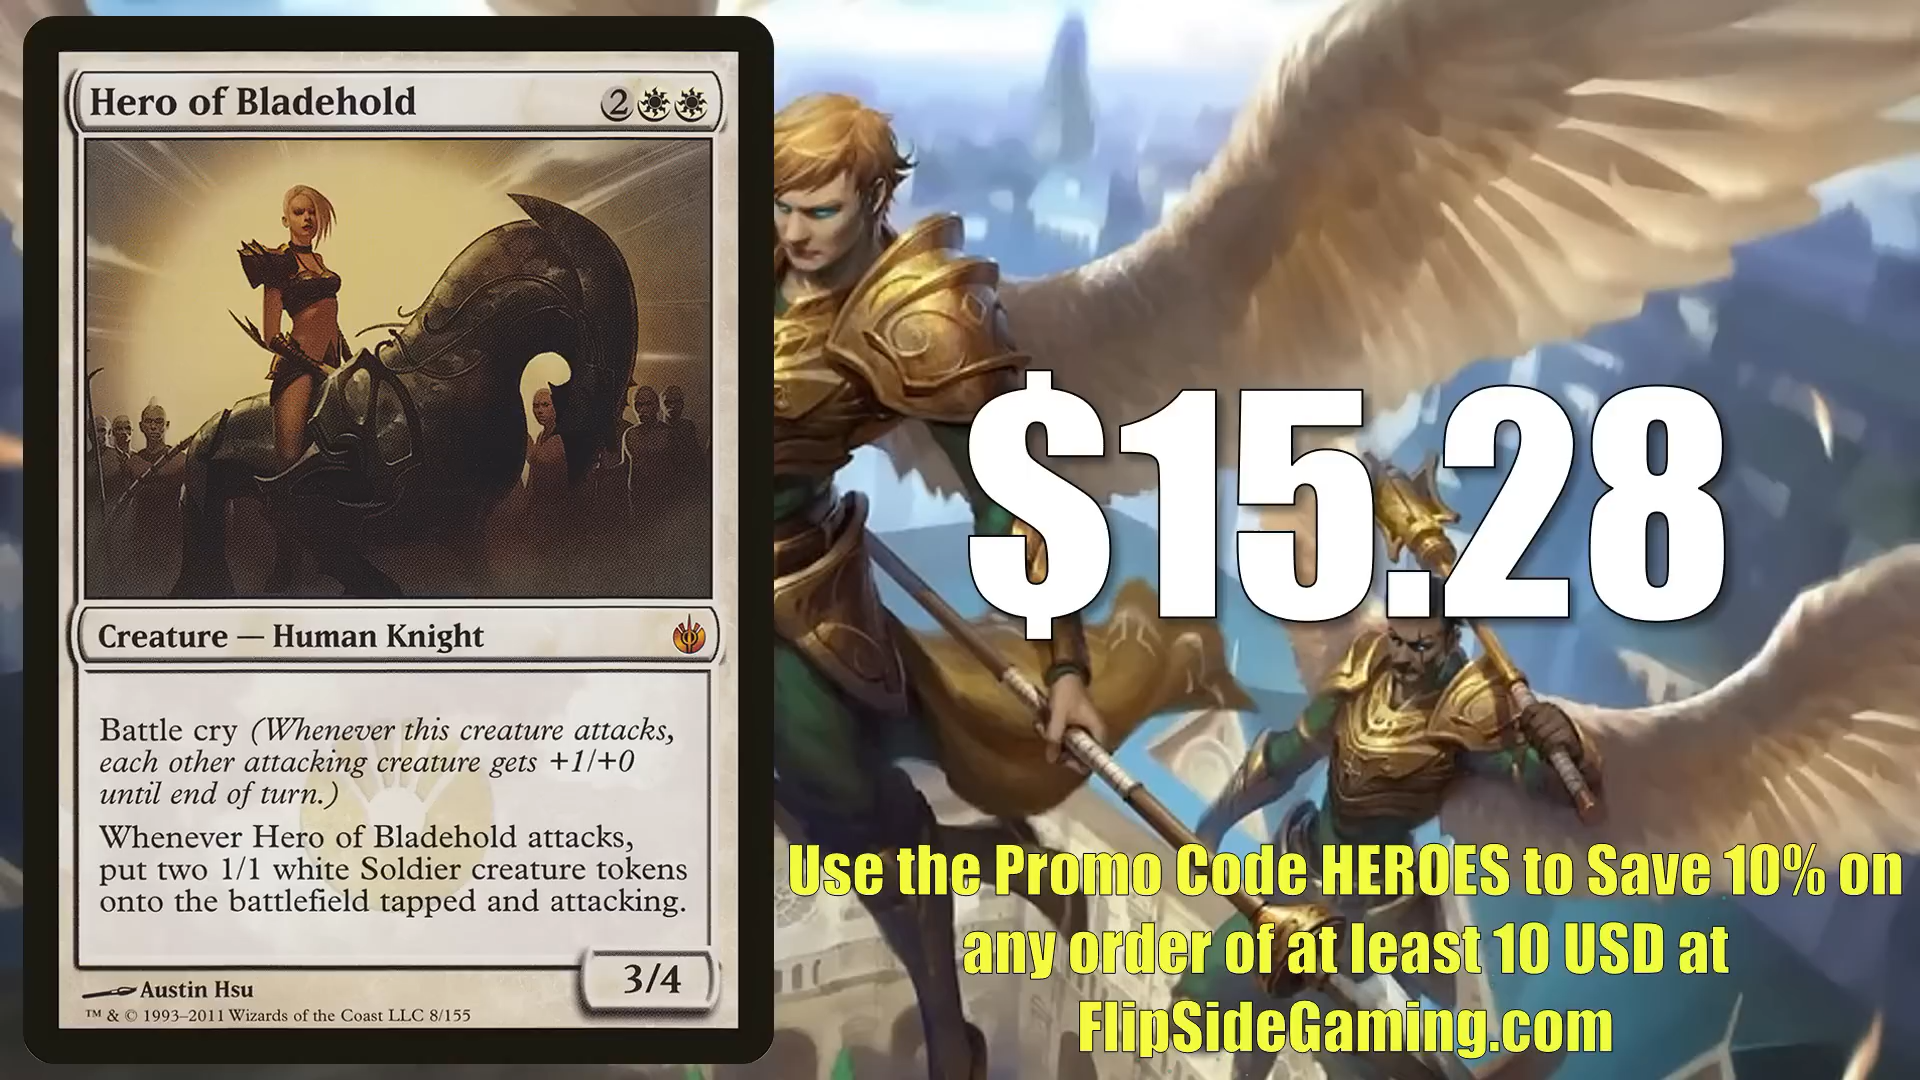 Hero of Bladehold 2
Creature — Human Knight
Battle cry (Whenever this creature attacks,
each other attacking creature gets +1/+0
until end of turn.)
Whenever Hero of Bladehold attacks,
put two 1/1 white Soldier creature tokens
onto the battlefield tapped and attacking.
3/4
Austin Hsu
™ & © 1993–2011 Wizards of the Coast LLC 8/155
$15.28
Use the Promo Code HEROES to Save 10% on
any order of at least 10 USD at
FlipSideGaming.com